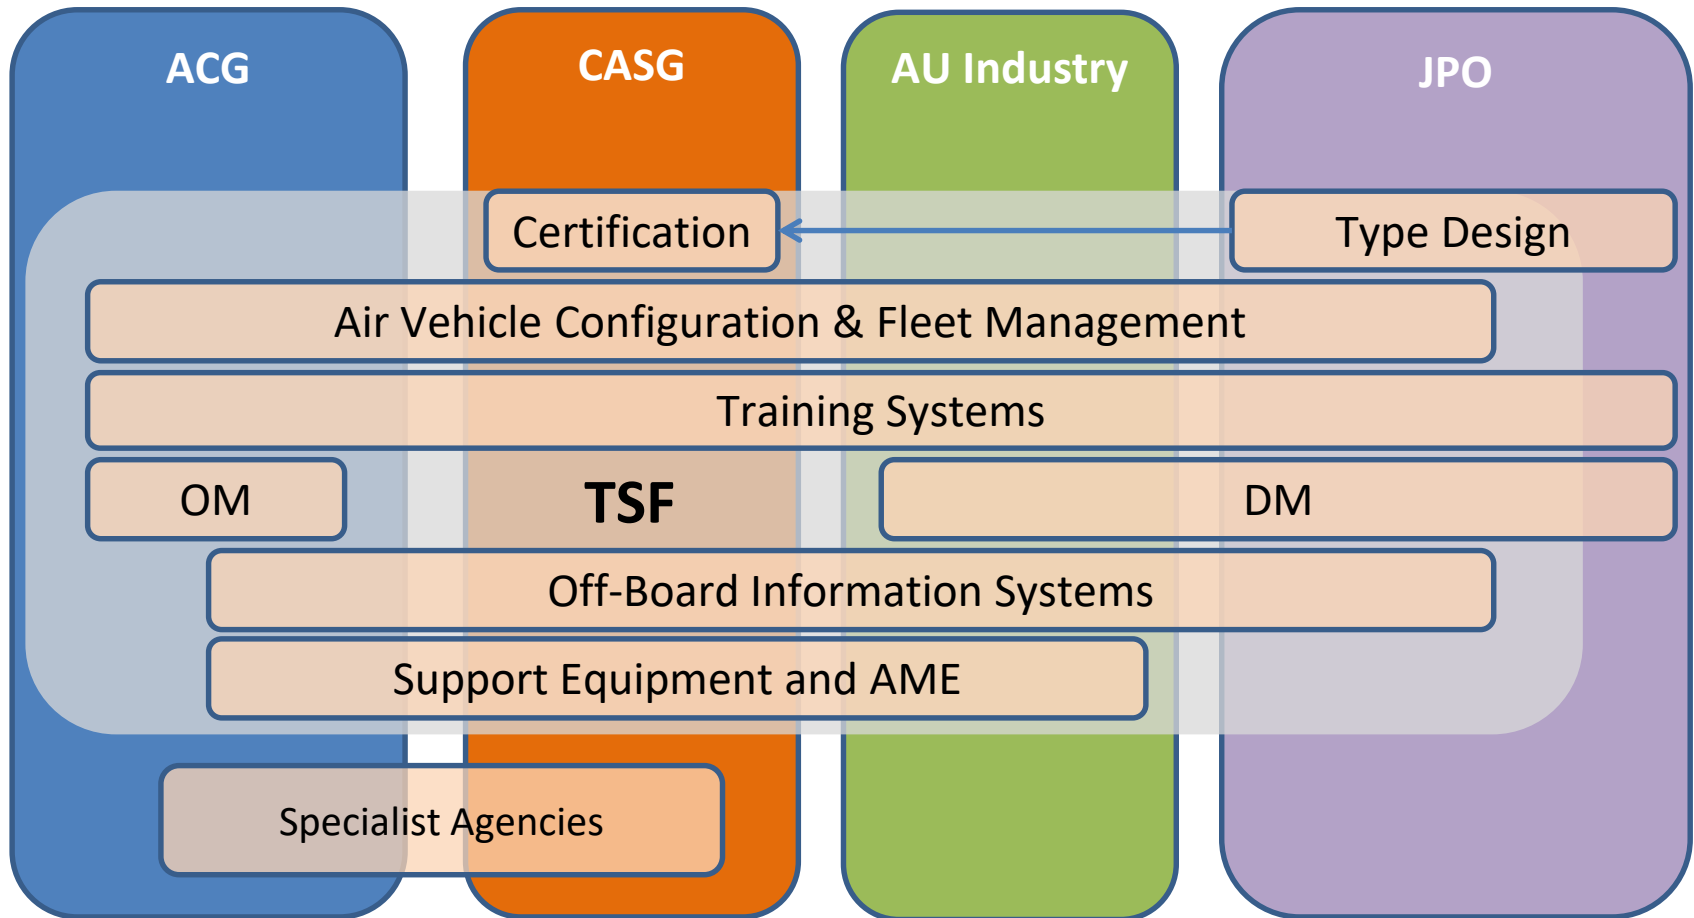 ACG
CASG
AU Industry
JPO
Certification
Type Design
Air Vehicle Configuration & Fleet Management
Training Systems
OM
TSF
DM
Off-Board Information Systems
Support Equipment and AME
Specialist Agencies